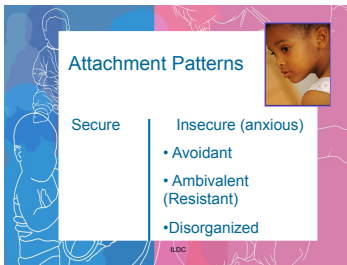 Attachment Patterns
Secure
Insecure (anxious)
• Avoidant
• Ambivalent
(Resistant)
•Disorganized
ILDC